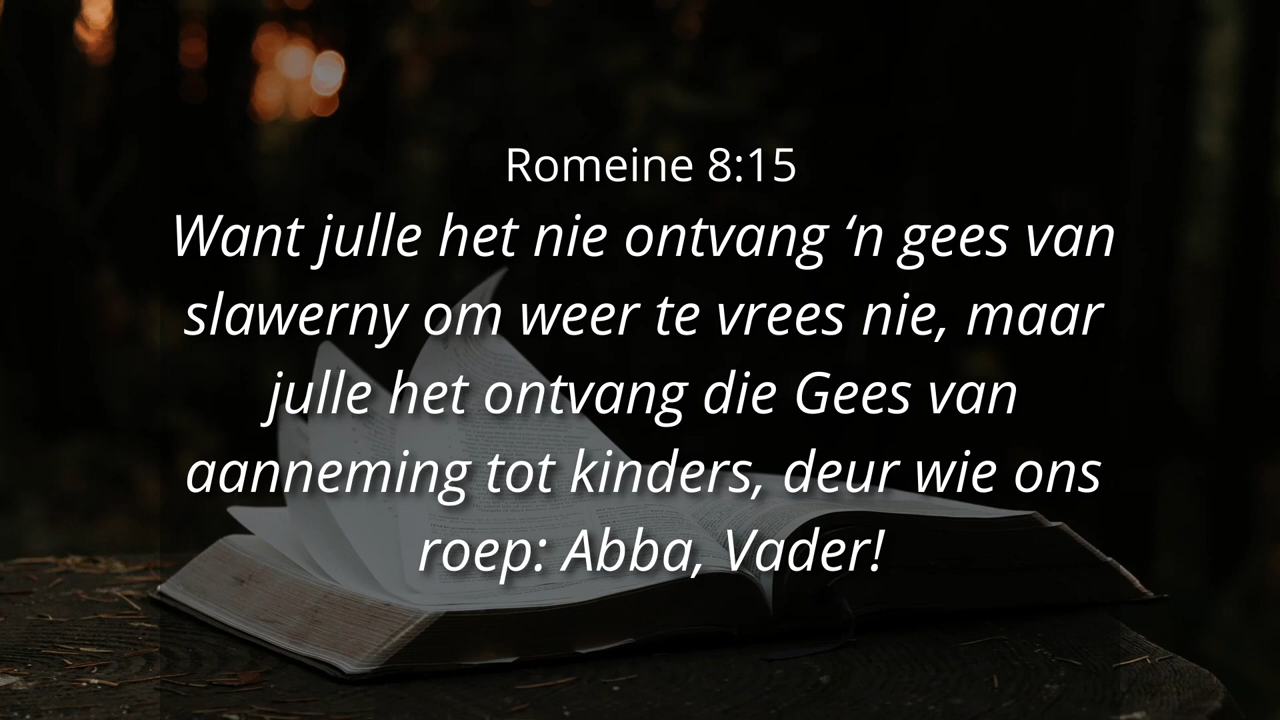 Romeine 8:15
Want julle het nie ontvang ‘n gees van
slawerny om weer te vrees nie, maar
julle het ontvang die Gees van
aanneming tot kinders, deur wie ons
roep: Abba, Vader!